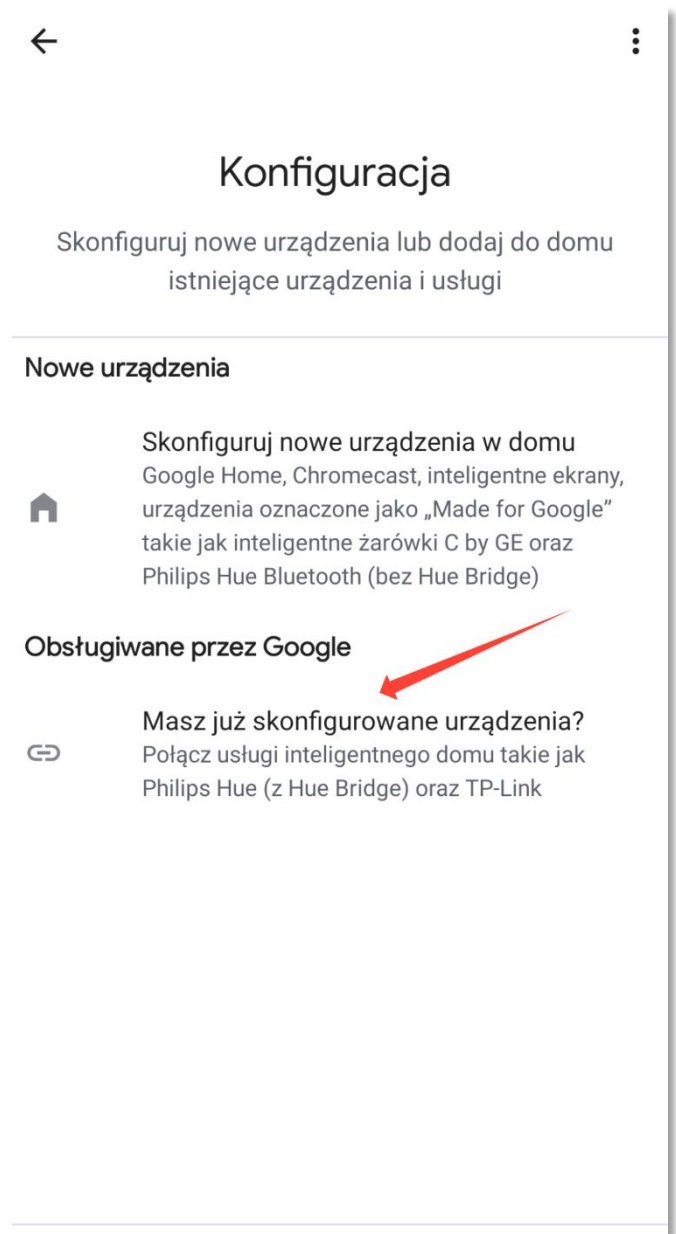 Konfiguracja
Skonfiguruj nowe urządzenia lub dodaj do domu
istniejące urządzenia i usługi
Nowe urządzenia
Skonfiguruj nowe urządzenia w domu
Google Home, Chromecast, inteligentne ekrany,
urządzenia oznaczone jako „Made for Google”
takie jak inteligentne żarówki C by GE oraz
Philips Hue Bluetooth (bez Hue Bridge)
Obsługiwane przez Google
Masz już skonfigurowane urządzenia?
Połącz usługi inteligentnego domu takie jak
Philips Hue (z Hue Bridge) oraz TP-Link